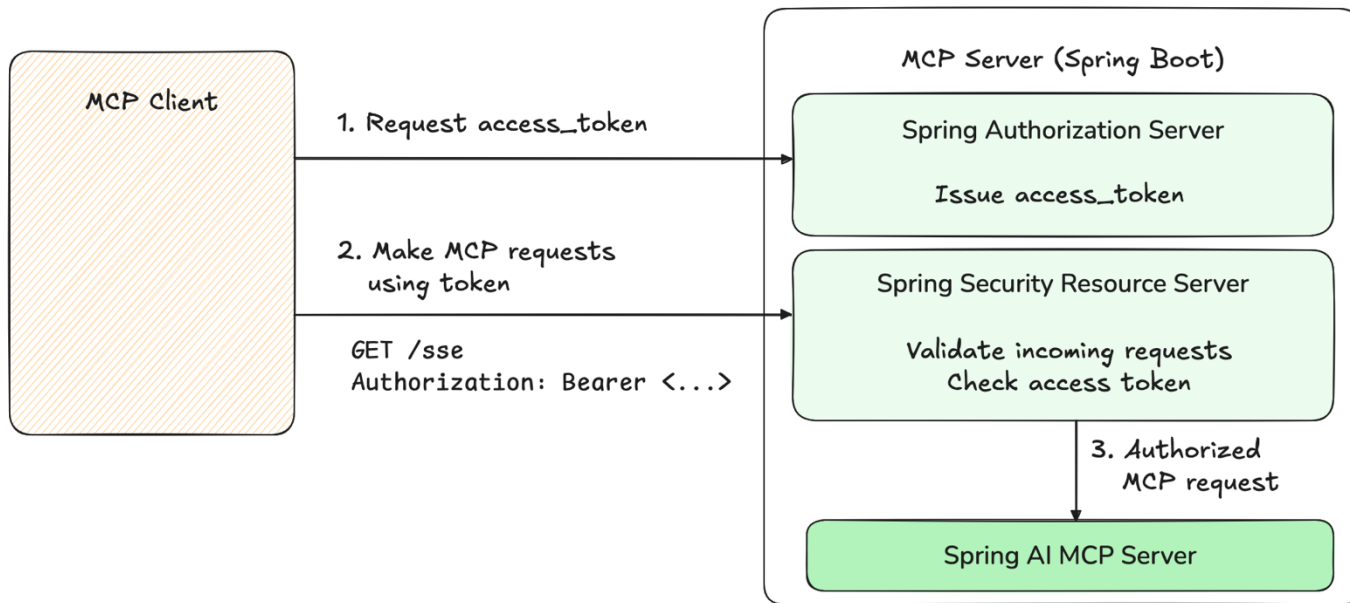 MCP Client
1. Request access_token
2. Make MCP requests
using token
GET /sse
Authorization: Bearer <...>
MCP Server (Spring Boot)
Spring Authorization Server
Issue access_token
Spring Security Resource Server
Validate incoming requests
Check access token
3. Authorized
MCP request
Spring AI MCP Server